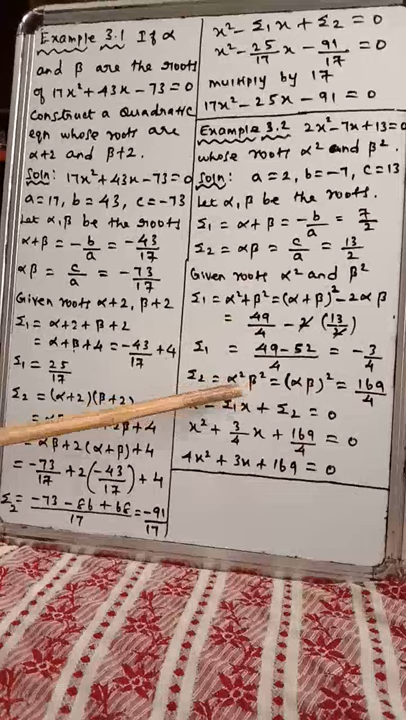 Example 3.1 If α
and β are the roots
of 17x²+43x-73=0
Construct a Quadratic
eqn whose roots are
α+2 and β+2.
Soln: 17x²+43x-73=0
a=17, b=43, c=-73
Let α,β be the roots
α+β = -b/a = -43/17
αβ = c/a = -73/17
Given roots α+2, β+2
Σ₁ = α+2+β+2
= α+β+4 = -43/17 +4
Σ₁ = 25/17
Σ₂ = (α+2)(β+2)
2β+4
= αβ+2(α+β)+4
= -73/17 +2(-43/17)+4
Σ₂ = -73-86+68/17 = -91/17
x²-Σ₁x+Σ₂=0
x²-25/17 x -91/17 =0
multiply by 17
17x²-25x-91=0
Example 3.2 2x²-7x+13=0
whose roots α² and β².
Soln: a=2, b=-7, c=13
Let α,β be the roots.
Σ₁ = α+β = -b/a = 7/2
Σ₂ = αβ = c/a = 13/2
Given roots α² and β²
Σ₁ = α²+β² = (α+β)²-2αβ
= 49/4 - 2(13/2)
Σ₁ = 49-52/4 = -3/4
Σ₂ = α²β² = (αβ)² = 169/4
x² - Σ₁x + Σ₂ = 0
x² + 3/4 x + 169/4 = 0
4x²+3x+169=0